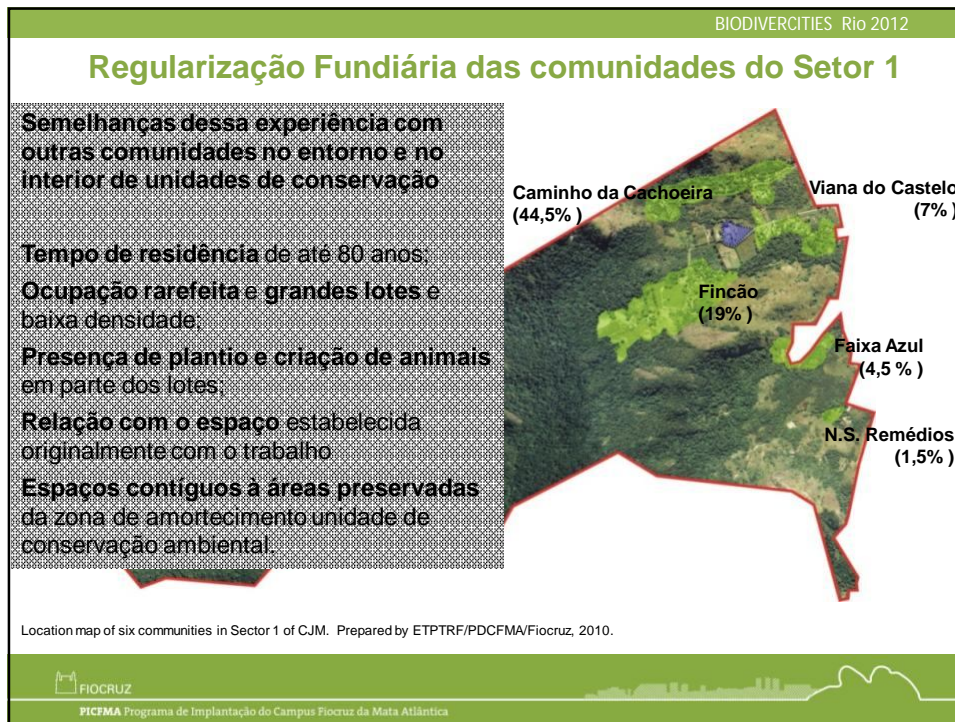 BIODIVERCITIES Rio 2012
Regularização Fundiária das comunidades do Setor 1
Semelhanças dessa experiência com
outras comunidades no entorno e no
interior de unidades de conservação
Tempo de residência de até 80 anos;
Ocupação rarefeita e grandes lotes e
baixa densidade;
Presença de plantio e criação de animais
em parte dos lotes;
Relação com o espaço estabelecida
originalmente com o trabalho
Espaços contíguos à áreas preservadas
da zona de amortecimento unidade de
conservação ambiental.
Caminho da Cachoeira
(44,5% )
Viana do Castelo
(7% )
Fincão
(19% )
Faixa Azul
(4,5 % )
N.S. Remédios
(1,5% )
Location map of six communities in Sector 1 of CJM. Prepared by ETPTRF/PDCFMA/Fiocruz, 2010.
FIOCRUZ
PICFMA Programa de Implantação do Campus Fiocruz da Mata Atlântica